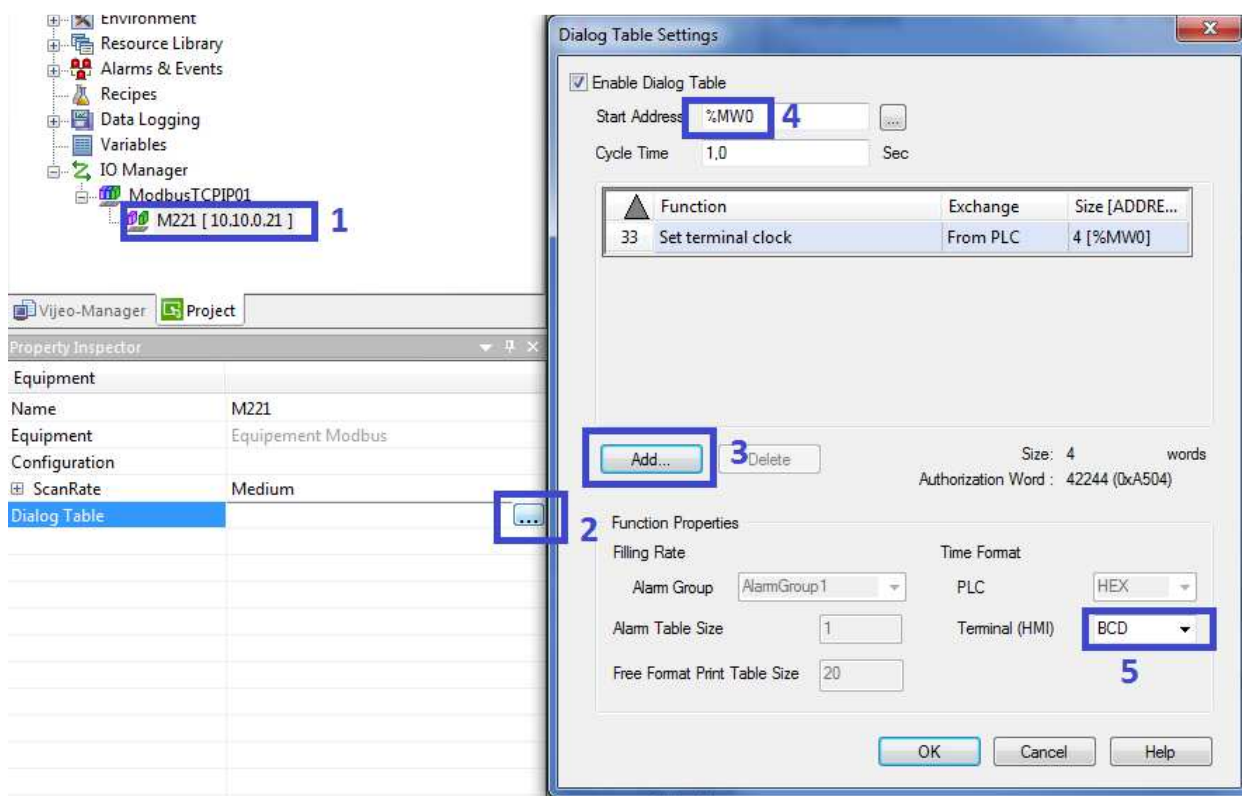 Environment
Resource Library
Alarms & Events
Recipes
Data Logging
Variables
IO Manager
ModbusTCPIP01
M221 [ 10.10.0.21 ] 1
Vijeo-Manager Project
Property Inspector
Equipment
Name M221
Equipment Equipement Modbus
Configuration
ScanRate Medium
Dialog Table ... 2
Dialog Table Settings
Enable Dialog Table
Start Address %MW0 4 ...
Cycle Time 1,0 Sec
Function Exchange Size [ADDRE...
33 Set terminal clock From PLC 4 [%MW0]
Add... 3 Delete Size: 4 words
Authorization Word : 42244 (0xA504)
Function Properties
Filling Rate Time Format
Alarm Group AlarmGroup1 PLC HEX
Alarm Table Size 1 Terminal (HMI) BCD
5
Free Format Print Table Size 20
OK Cancel Help